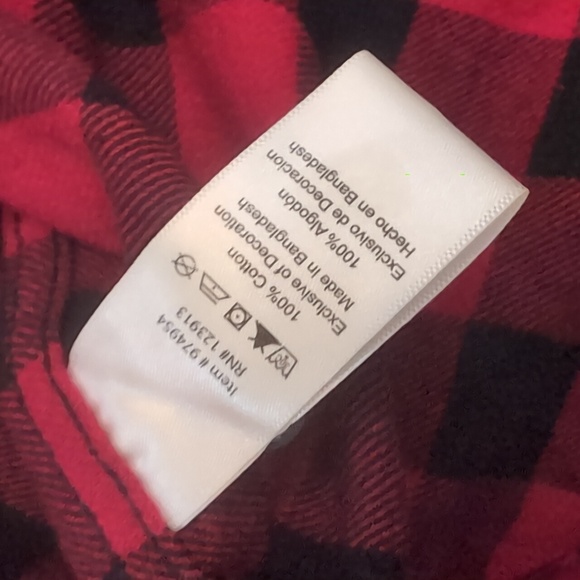 Hecho en Bangladesh
Exclusivo de Decoracion
100% Algodón
Made in Bangladesh
Exclusive of Decoration
100% Cotton
RN# 123913
Item # 974954